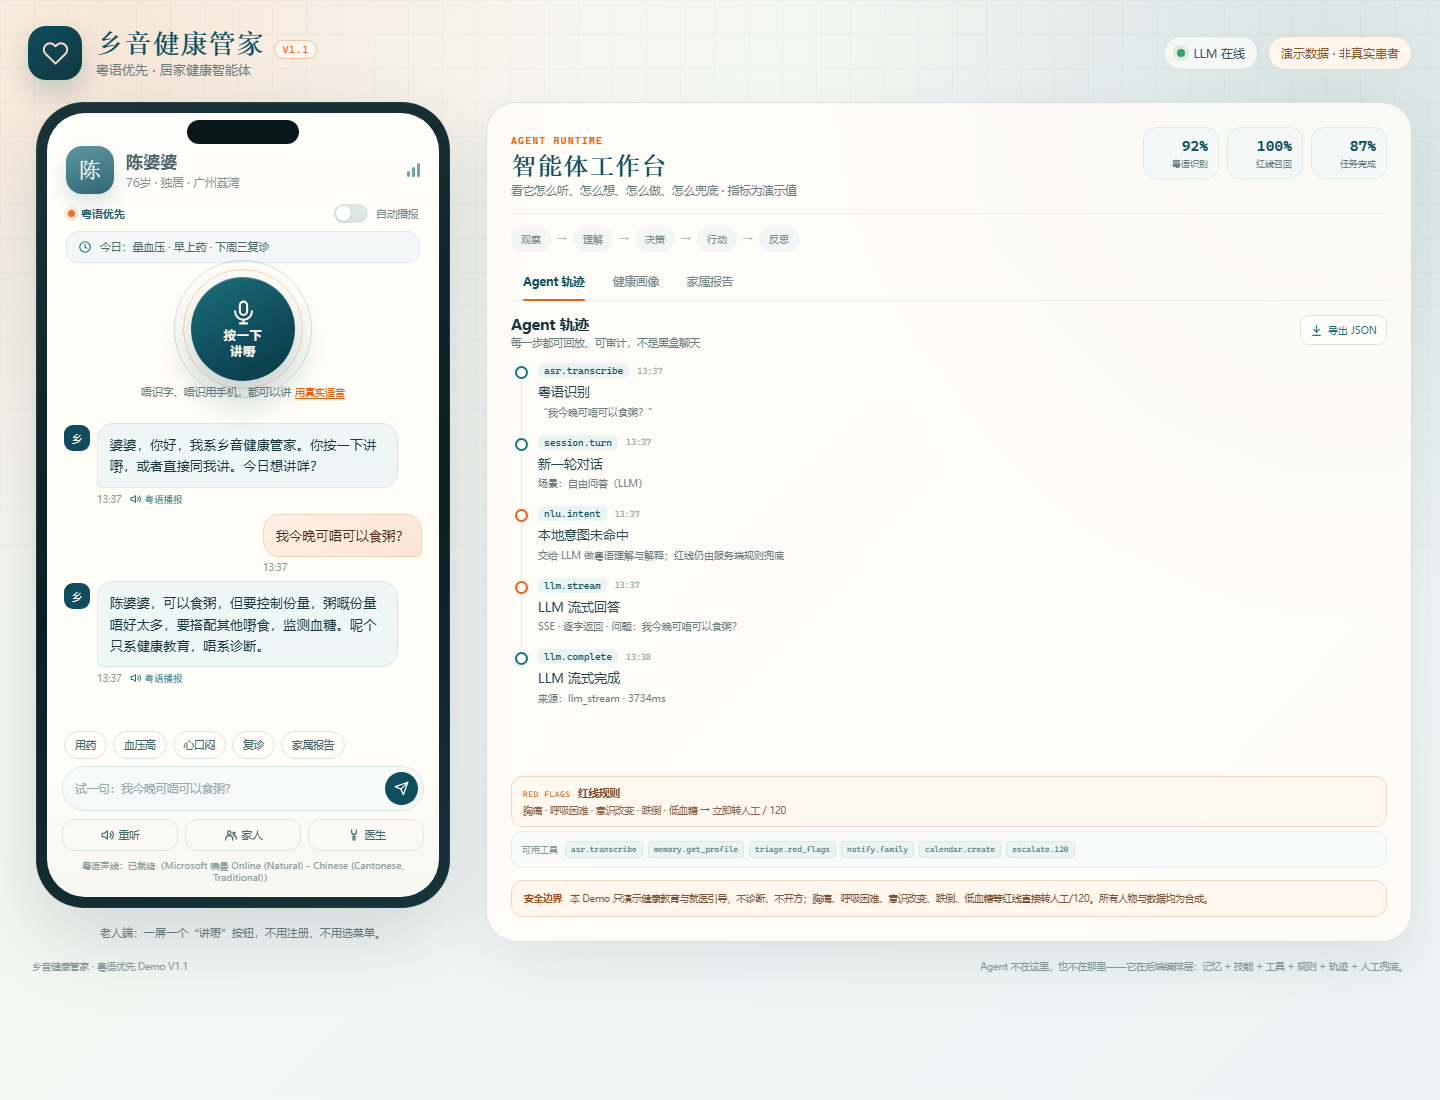 乡音健康管家 V1.1
粤语优先 · 居家健康智能体
LLM 在线
演示数据 · 非真实患者
陈
陈婆婆
76岁 · 独居 · 广州荔湾
粤语优先
自动播报
今日：量血压 · 早上药 · 下周三复诊
按一下
讲嘢
唔识字、唔识用手机，都可以讲 用真实语音
乡
婆婆，你好，我系乡音健康管家。你按一下讲
嘢，或者直接同我讲。今日想讲咩？
13:37 粤语播报
我今晚可唔可以食粥？
13:37
乡
陈婆婆，可以食粥，但要控制份量，粥嘅份量
唔好太多，要搭配其他嘢食，监测血糖。呢个
只系健康教育，唔系诊断。
13:37 粤语播报
用药
血压高
心口闷
复诊
家属报告
试一句：我今晚可唔可以食粥？
重听
家人
医生
粤语声线：已就绪（Microsoft 曉曼 Online (Natural) - Chinese (Cantonese,
Traditional)）
老人端：一屏一个“讲嘢”按钮，不用注册、不用选菜单。
AGENT RUNTIME
智能体工作台
看它怎么听、怎么想、怎么做、怎么兜底 · 指标为演示值
92%
粤语识别
100%
红线召回
87%
任务完成
观察 → 理解 → 决策 → 行动 → 反思
Agent 轨迹
健康画像
家属报告
Agent 轨迹
每一步都可回放、可审计，不是黑盒聊天
导出 JSON
asr.transcribe 13:37
粤语识别
“我今晚可唔可以食粥？”
session.turn 13:37
新一轮对话
场景：自由问答（LLM）
nlu.intent 13:37
本地意图未命中
交给 LLM 做粤语理解与解释；红线仍由服务端规则兜底
llm.stream 13:37
LLM 流式回答
SSE · 逐字返回 · 问题：我今晚可唔可以食粥？
llm.complete 13:38
LLM 流式完成
来源：llm_stream · 3734ms
RED FLAGS 红线规则
胸痛 · 呼吸困难 · 意识改变 · 跌倒 · 低血糖 → 立即转人工 / 120
可用工具 asr.transcribe memory.get_profile triage.red_flags notify.family calendar.create escalate.120
安全边界 本 Demo 只演示健康教育与就医引导，不诊断、不开方；胸痛、呼吸困难、意识改变、跌倒、低血糖等红线直接转人工/120。所有人物与数据均为合成。
乡音健康管家 · 粤语优先 Demo V1.1
Agent 不在这里，也不在那里——它在后端编排层：记忆 + 技能 + 工具 + 规则 + 轨迹 + 人工兜底。